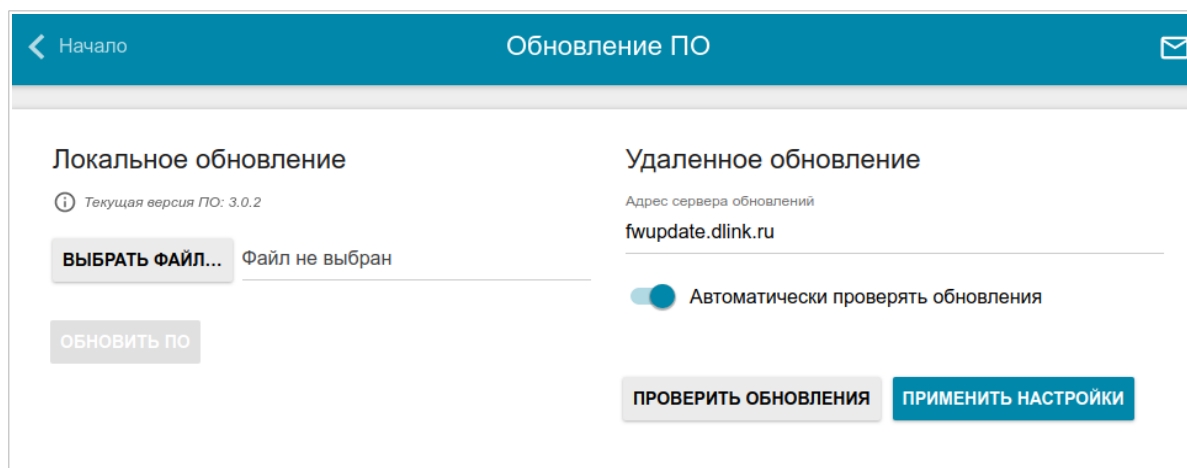 Начало
Обновление ПО
Локальное обновление
Текущая версия ПО: 3.0.2
ВЫБРАТЬ ФАЙЛ... Файл не выбран
ОБНОВИТЬ ПО
Удаленное обновление
Адрес сервера обновлений
fwupdate.dlink.ru
Автоматически проверять обновления
ПРОВЕРИТЬ ОБНОВЛЕНИЯ ПРИМЕНИТЬ НАСТРОЙКИ